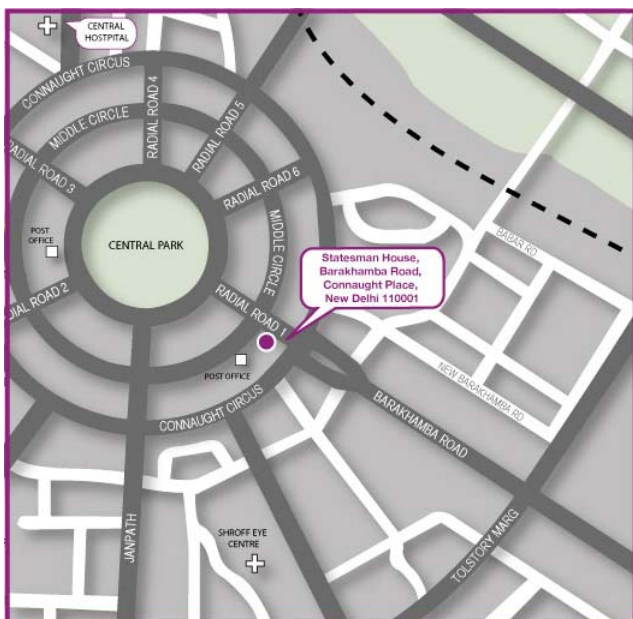 CENTRAL
HOSTPITAL
CONNAUGHT CIRCUS
RADIAL ROAD 4
MIDDLE CIRCLE
RADIAL ROAD 5
RADIAL ROAD 3
RADIAL ROAD 6
POST
OFFICE
CENTRAL PARK
MIDDLE CIRCLE
BABAR RD
Statesman House,
Barakhamba Road,
Connaught Place,
New Delhi 110001
DIAL ROAD 2
RADIAL ROAD 1
POST OFFICE
NEW BARAKHAMBA RD
CONNAUGHT CIRCUS
BARAKHAMBA ROAD
JANPATH
SHROFF EYE
CENTRE
TOLSTORY MARG